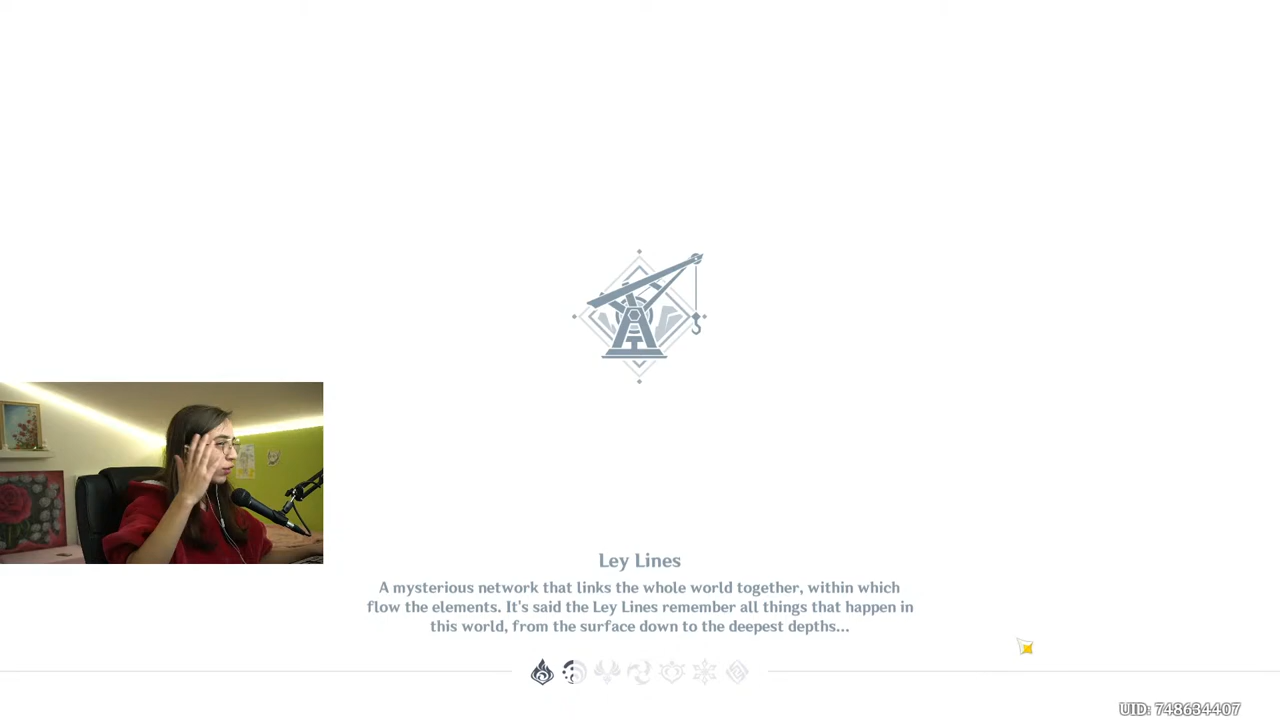 Ley Lines
A mysterious network that links the whole world together, within which
flow the elements. It's said the Ley Lines remember all things that happen in
this world, from the surface down to the deepest depths...
UID: 748634407